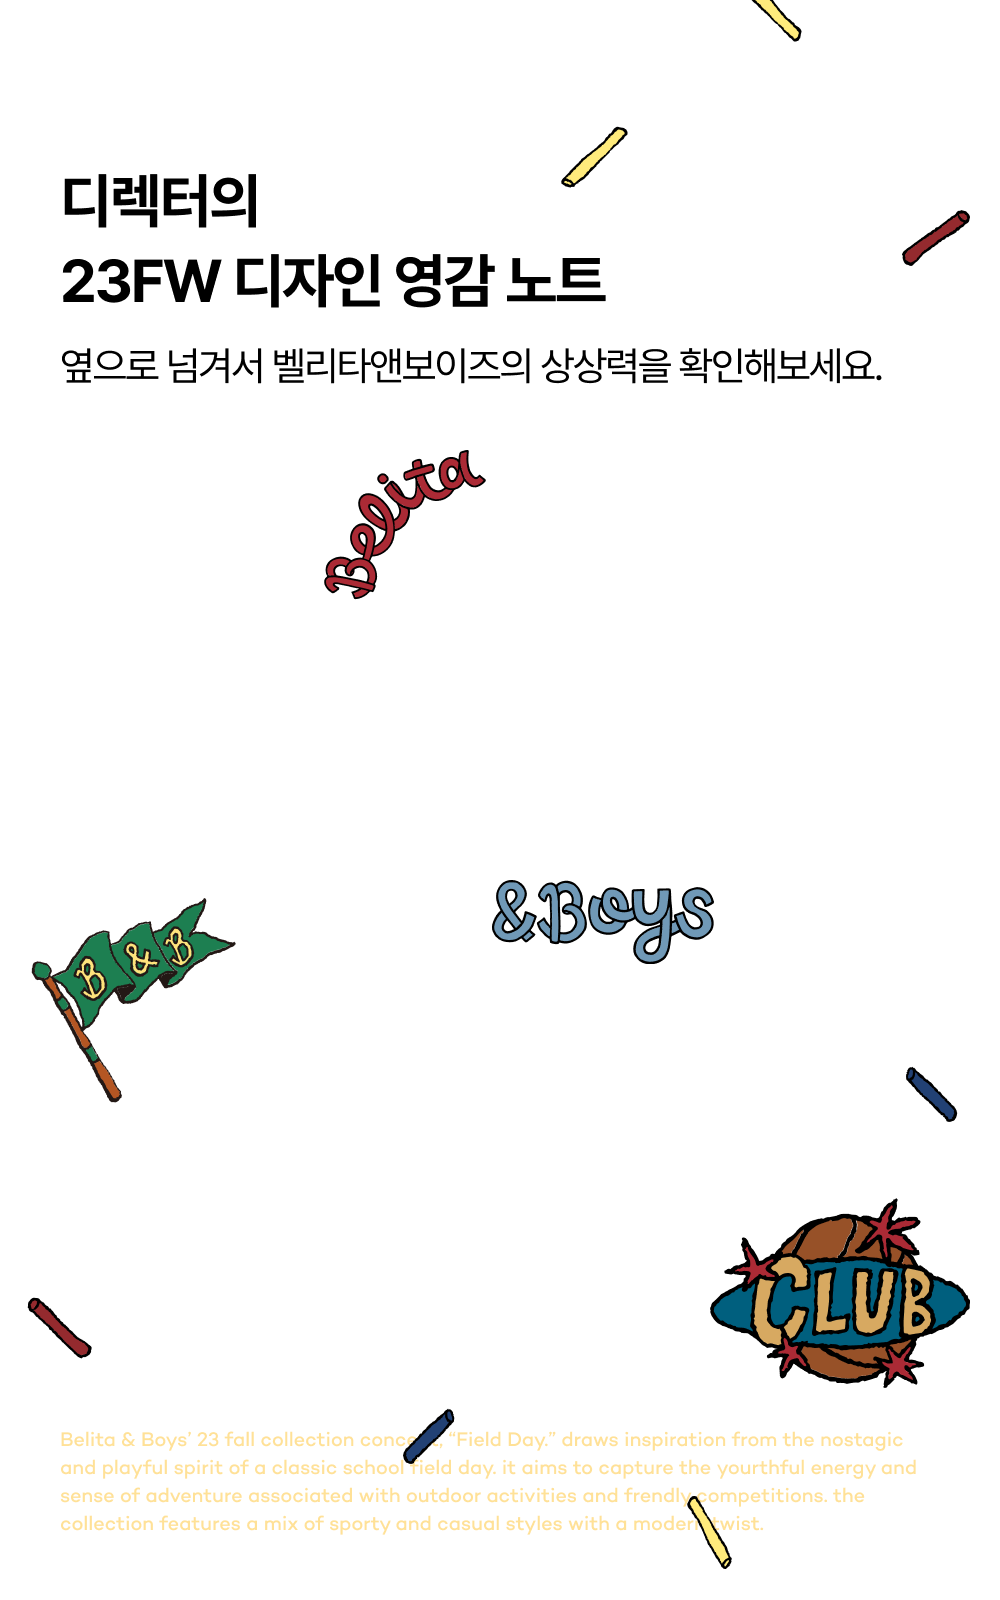 디렉터의
23FW 디자인 영감 노트
옆으로 넘겨서 벨리타앤보이즈의 상상력을 확인해보세요.
Belita
&Boys
B & B
CLUB
Belita & Boys’ 23 fall collection concept, “Field Day.” draws inspiration from the nostagic
and playful spirit of a classic school field day. it aims to capture the yourthful energy and
sense of adventure associated with outdoor activities and frendly competitions. the
collection features a mix of sporty and casual styles with a modern twist.